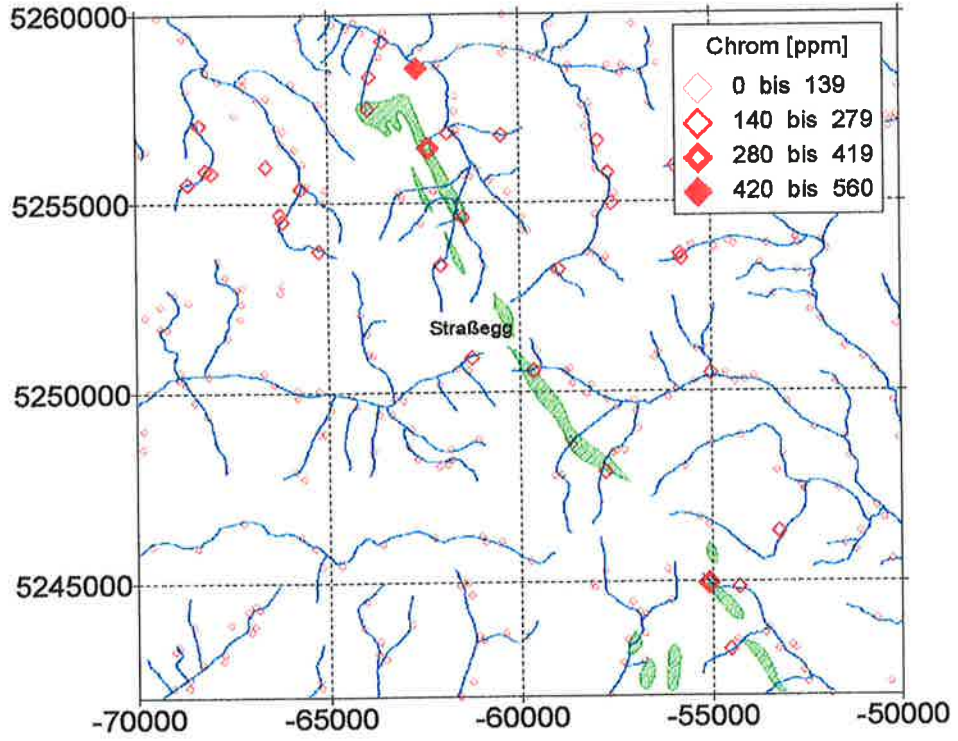 5260000
5255000
5250000
5245000
Chrom [ppm]
0 bis 139
140 bis 279
280 bis 419
420 bis 560
Straßegg
-70000
-65000
-60000
-55000
-50000